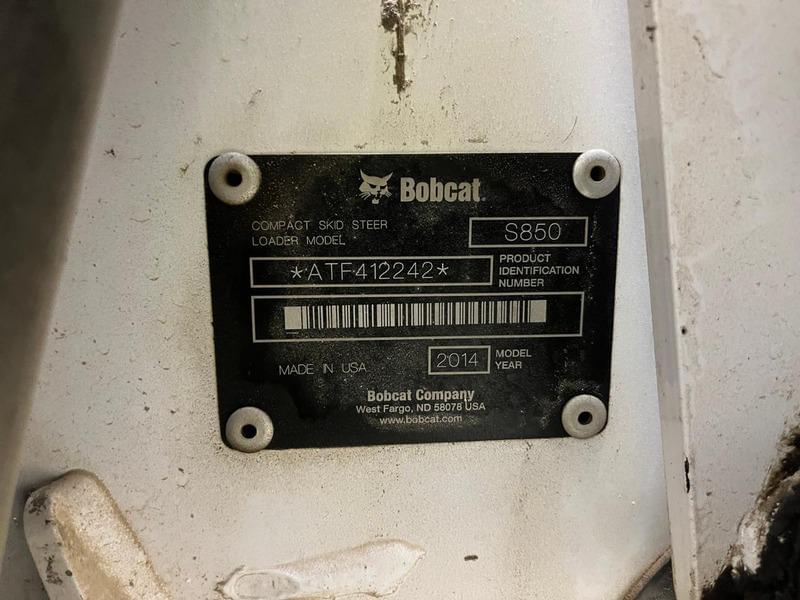 Bobcat
COMPACT SKID STEER
LOADER MODEL
S850
*ATF412242*
PRODUCT
IDENTIFICATION
NUMBER
MADE IN USA
2014
MODEL
YEAR
Bobcat Company
West Fargo, ND 58078 USA
www.bobcat.com